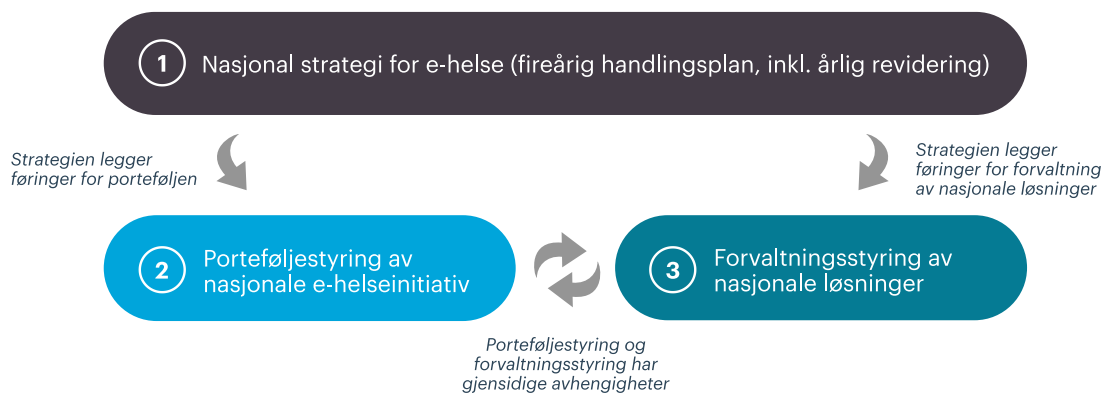 1 Nasjonal strategi for e-helse (fireårig handlingsplan, inkl. årlig revidering)
Strategien legger
føringer for porteføljen
Strategien legger
føringer for forvaltning
av nasjonale løsninger
2 Porteføljestyring av
nasjonale e-helseinitiativ
3 Forvaltningsstyring av
nasjonale løsninger
Porteføljestyring og
forvaltningsstyring har
gjensidige avhengigheter